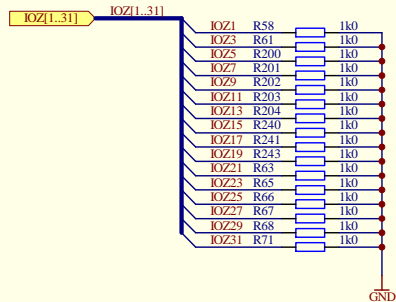 IOZ[1..31] IOZ[1..31]
IOZ1 R58 1k0
IOZ3 R61 1k0
IOZ5 R200 1k0
IOZ7 R201 1k0
IOZ9 R202 1k0
IOZ11 R203 1k0
IOZ13 R204 1k0
IOZ15 R240 1k0
IOZ17 R241 1k0
IOZ19 R243 1k0
IOZ21 R63 1k0
IOZ23 R65 1k0
IOZ25 R66 1k0
IOZ27 R67 1k0
IOZ29 R68 1k0
IOZ31 R71 1k0
GND